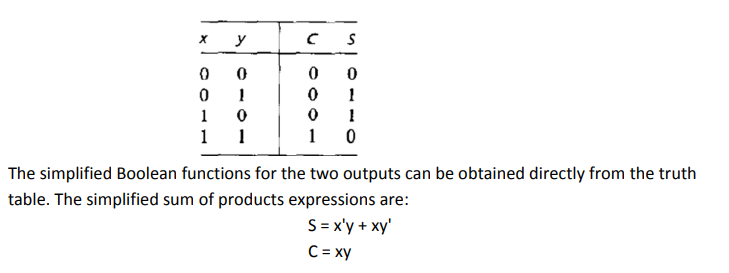 x y C S
0 0 0 0
0 1 0 1
1 0 0 1
1 1 1 0
The simplified Boolean functions for the two outputs can be obtained directly from the truth
table. The simplified sum of products expressions are:
S = x'y + xy'
C = xy